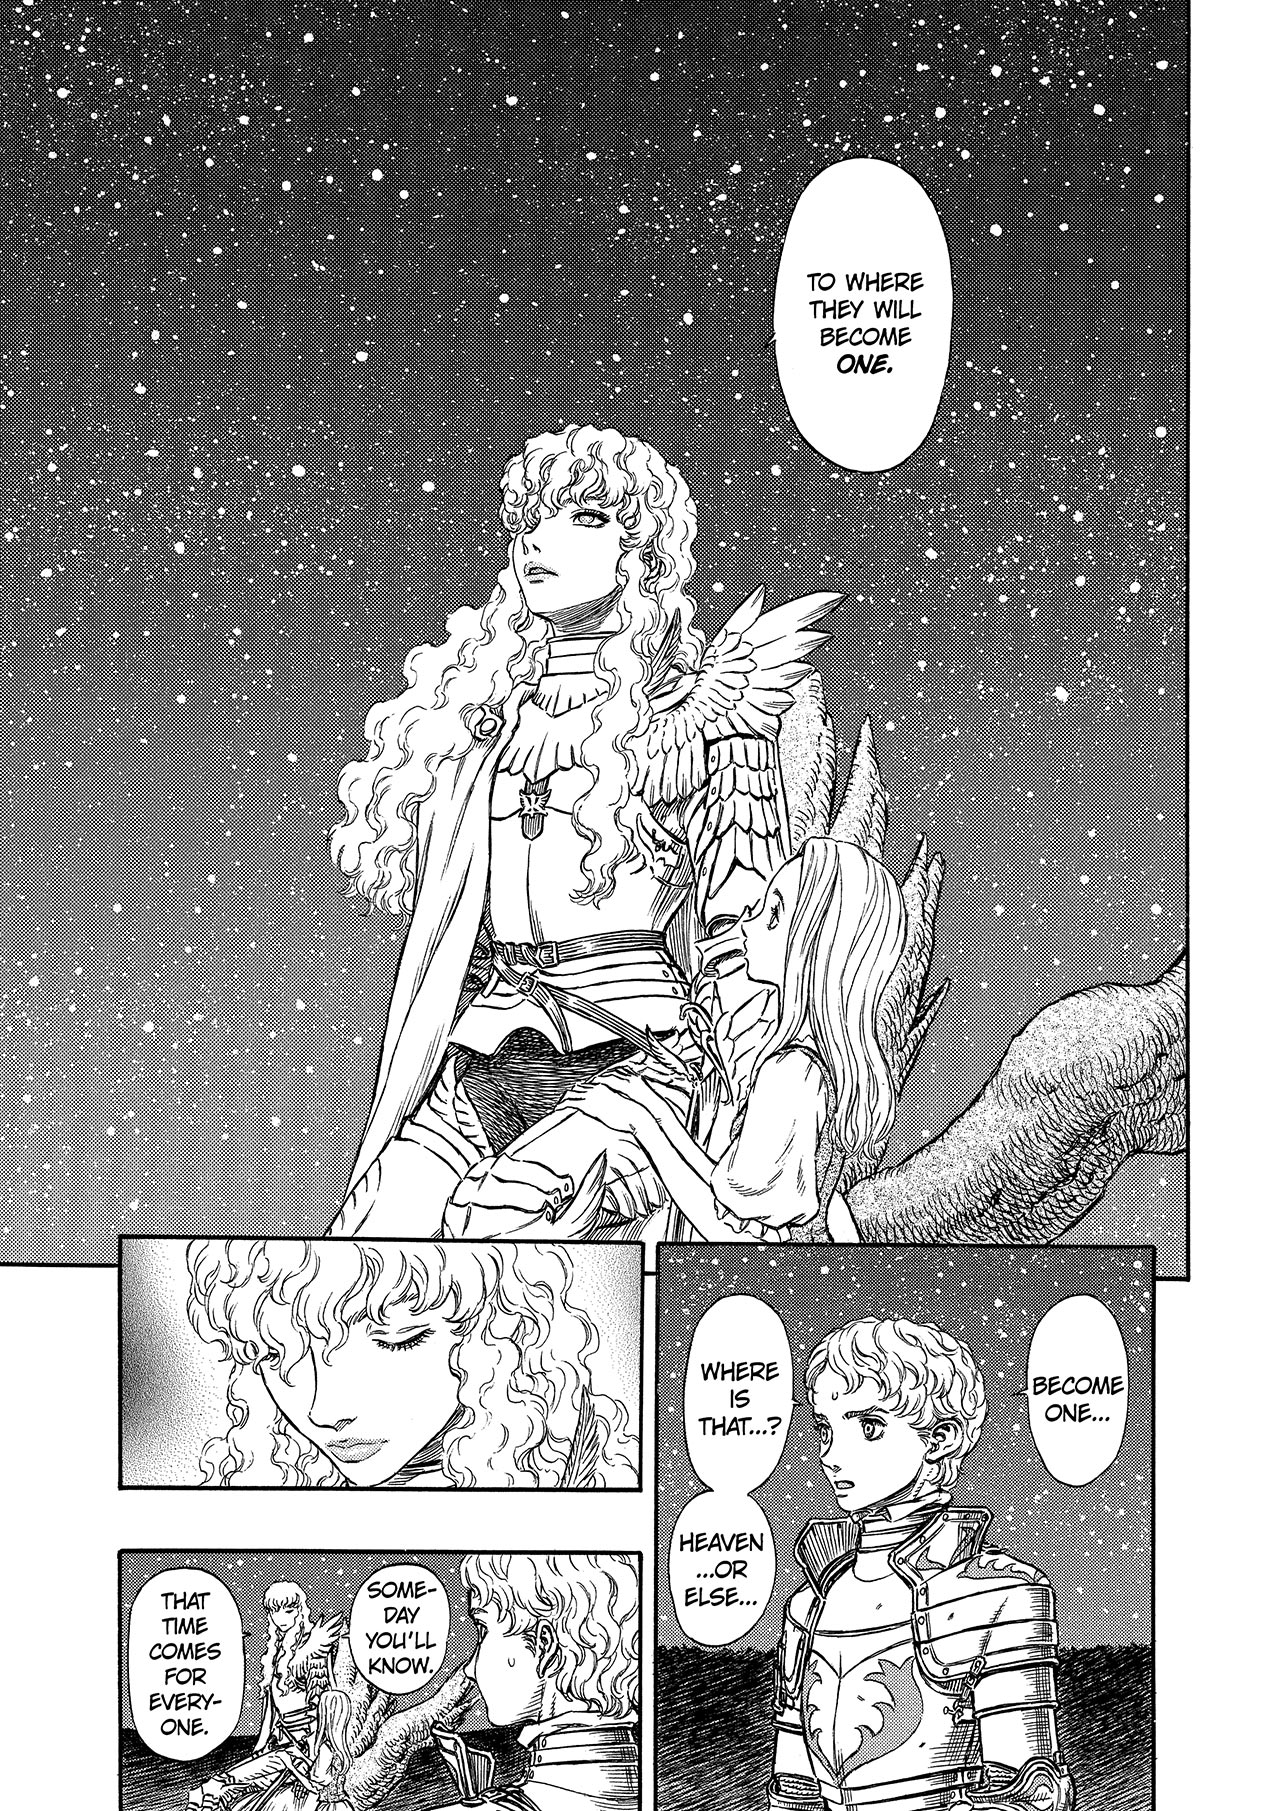 TO WHERE
THEY WILL
BECOME
ONE.
BECOME
ONE...
WHERE
IS
THAT...?
HEAVEN
...OR
ELSE...
SOME-
DAY
YOU'LL
KNOW.
THAT
TIME
COMES
FOR
EVERY-
ONE.